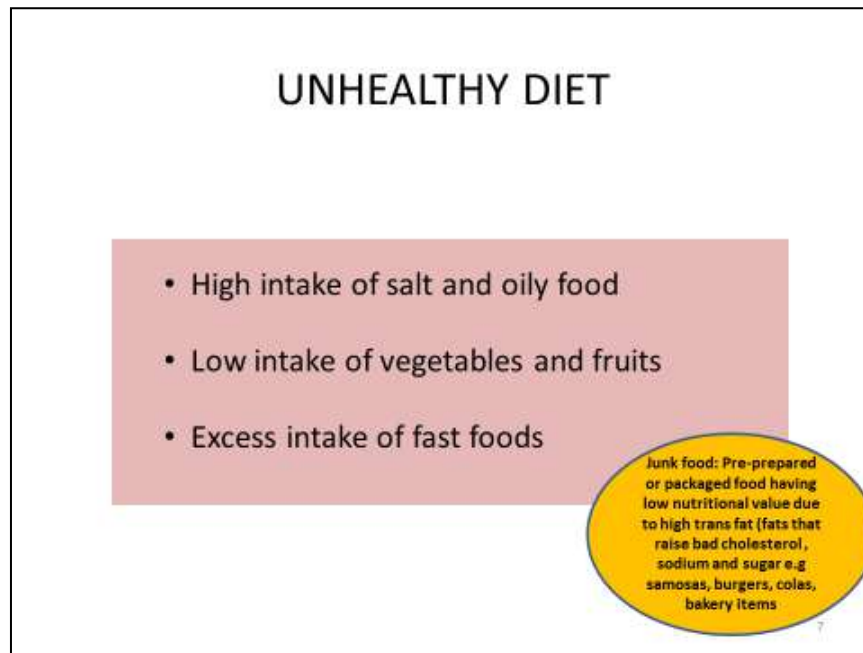 UNHEALTHY DIET
• High intake of salt and oily food
• Low intake of vegetables and fruits
• Excess intake of fast foods
Junk food: Pre-prepared
or packaged food having
low nutritional value due
to high trans fat (fats that
raise bad cholesterol ,
sodium and sugar e.g
samosas, burgers, colas,
bakery items
7